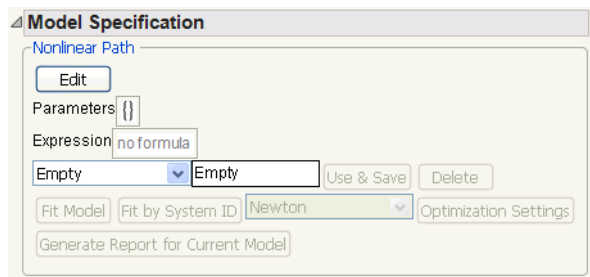 Model Specification
Nonlinear Path
Edit
Parameters {}
Expression no formula
Empty Empty Use & Save Delete
Fit Model Fit by System ID Newton Optimization Settings
Generate Report for Current Model